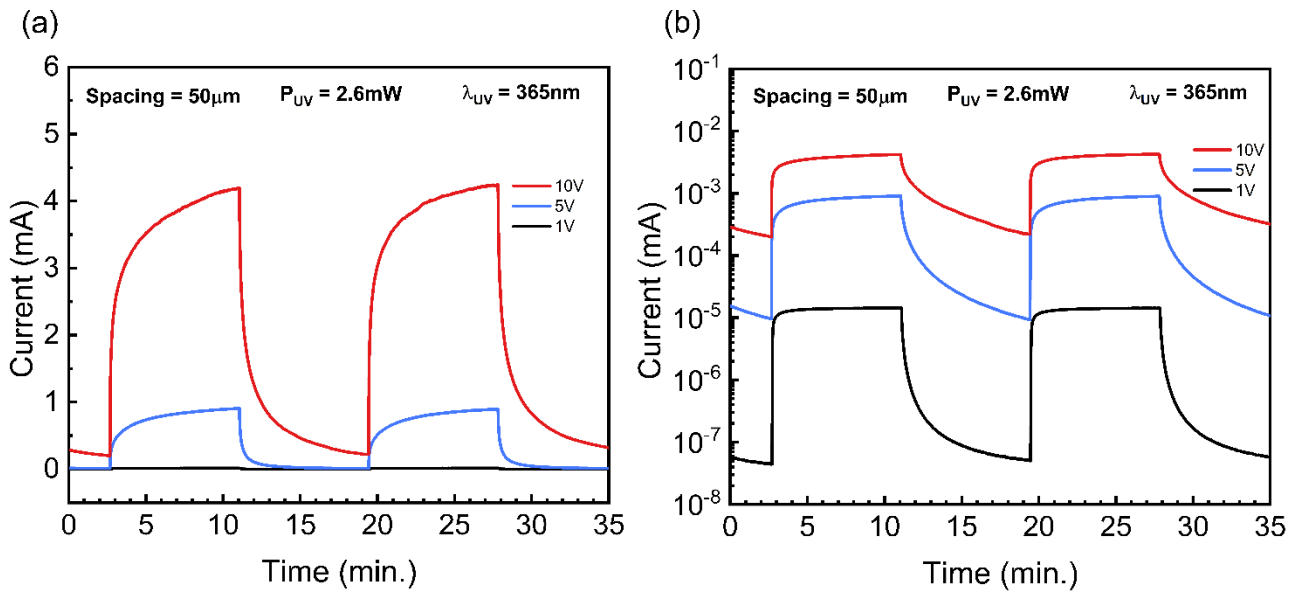 (a)
Spacing = 50μm P_UV = 2.6mW λ_UV = 365nm
10V
5V
1V
Current (mA)
6
5
4
3
2
1
0
0 5 10 15 20 25 30 35
Time (min.)
(b)
Spacing = 50μm P_UV = 2.6mW λ_UV = 365nm
10V
5V
1V
Current (mA)
10⁻¹
10⁻²
10⁻³
10⁻⁴
10⁻⁵
10⁻⁶
10⁻⁷
10⁻⁸
0 5 10 15 20 25 30 35
Time (min.)